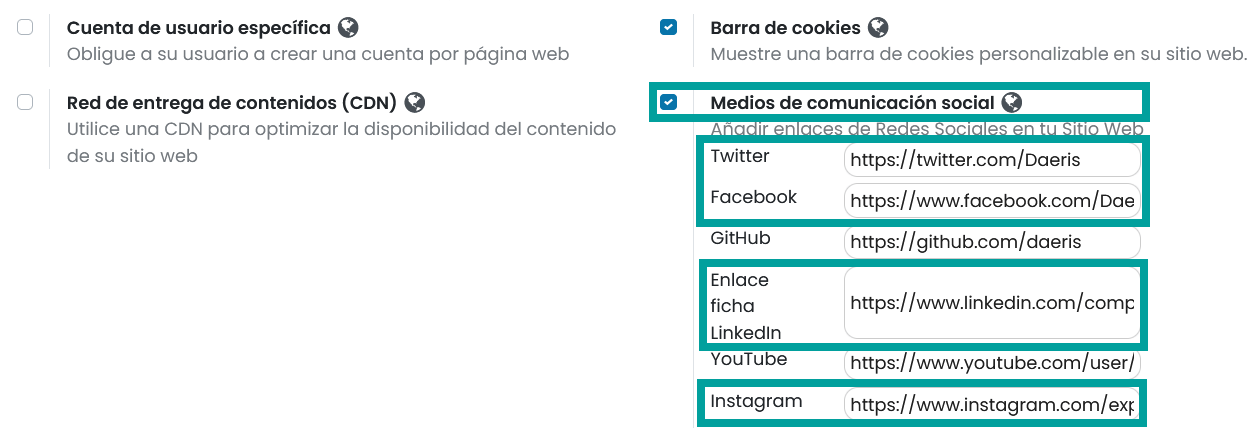 Cuenta de usuario específica
Obligue a su usuario a crear una cuenta por página web
Red de entrega de contenidos (CDN)
Utilice una CDN para optimizar la disponibilidad del contenido
de su sitio web
Barra de cookies
Muestre una barra de cookies personalizable en su sitio web.
Medios de comunicación social
Añadir enlaces de Redes Sociales en tu Sitio Web
Twitter https://twitter.com/Daeris
Facebook https://www.facebook.com/Dae
GitHub https://github.com/daeris
Enlace
ficha https://www.linkedin.com/comp
LinkedIn
YouTube https://www.youtube.com/user/
Instagram https://www.instagram.com/exp